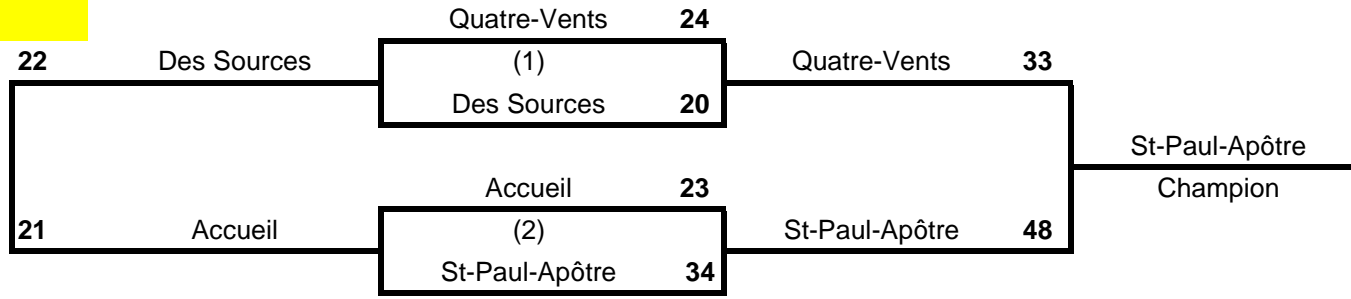 Quatre-Vents 24
22 Des Sources (1) Quatre-Vents 33
Des Sources 20
St-Paul-Apôtre
Accueil 23
Champion
21 Accueil (2) St-Paul-Apôtre 48
St-Paul-Apôtre 34